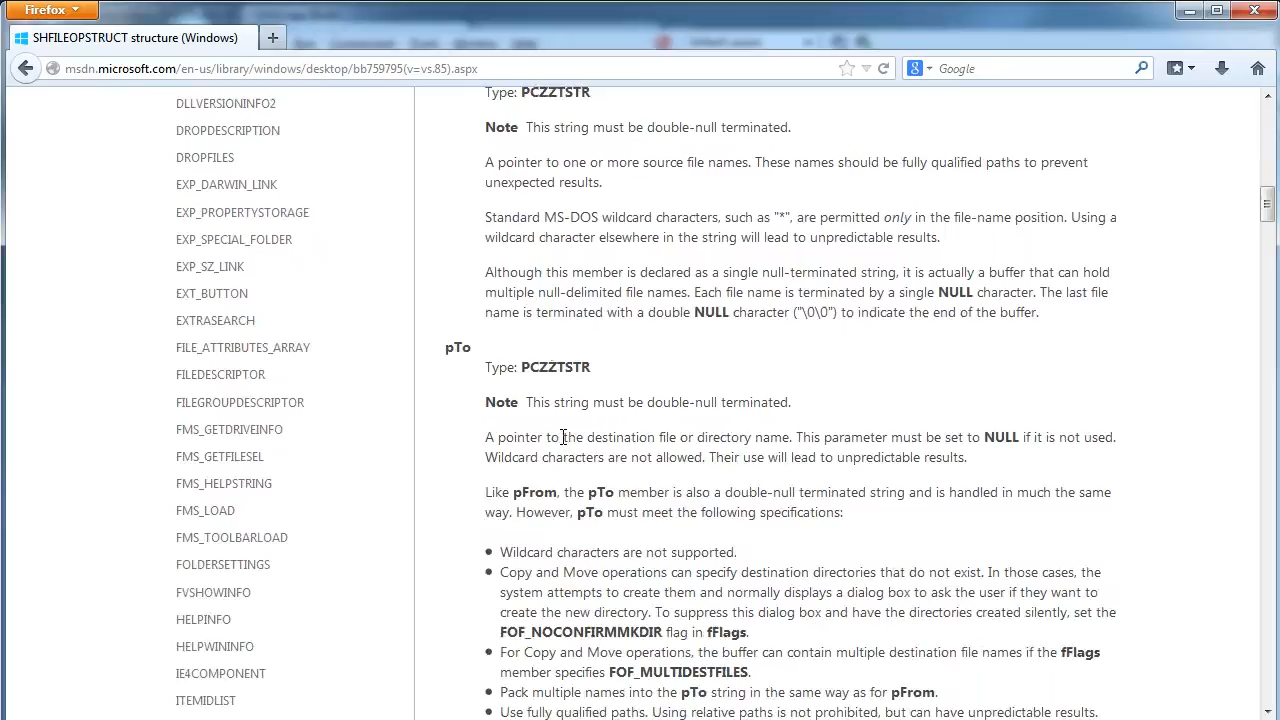 Firefox
SHFILEOPSTRUCT structure (Windows)
msdn.microsoft.com/en-us/library/windows/desktop/bb759795(v=vs.85).aspx
Google
DLLVERSIONINFO2
DROPDESCRIPTION
DROPFILES
EXP_DARWIN_LINK
EXP_PROPERTYSTORAGE
EXP_SPECIAL_FOLDER
EXP_SZ_LINK
EXT_BUTTON
EXTRASEARCH
FILE_ATTRIBUTES_ARRAY
FILEDESCRIPTOR
FILEGROUPDESCRIPTOR
FMS_GETDRIVEINFO
FMS_GETFILESEL
FMS_HELPSTRING
FMS_LOAD
FMS_TOOLBARLOAD
FOLDERSETTINGS
FVSHOWINFO
HELPINFO
HELPWININFO
IE4COMPONENT
ITEMIDLIST
Type: PCZZTSTR
Note This string must be double-null terminated.
A pointer to one or more source file names. These names should be fully qualified paths to prevent
unexpected results.
Standard MS-DOS wildcard characters, such as "*", are permitted only in the file-name position. Using a
wildcard character elsewhere in the string will lead to unpredictable results.
Although this member is declared as a single null-terminated string, it is actually a buffer that can hold
multiple null-delimited file names. Each file name is terminated by a single NULL character. The last file
name is terminated with a double NULL character ("\0\0") to indicate the end of the buffer.
pTo
Type: PCZZTSTR
Note This string must be double-null terminated.
A pointer to the destination file or directory name. This parameter must be set to NULL if it is not used.
Wildcard characters are not allowed. Their use will lead to unpredictable results.
Like pFrom, the pTo member is also a double-null terminated string and is handled in much the same
way. However, pTo must meet the following specifications:
• Wildcard characters are not supported.
• Copy and Move operations can specify destination directories that do not exist. In those cases, the
system attempts to create them and normally displays a dialog box to ask the user if they want to
create the new directory. To suppress this dialog box and have the directories created silently, set the
FOF_NOCONFIRMMKDIR flag in fFlags.
• For Copy and Move operations, the buffer can contain multiple destination file names if the fFlags
member specifies FOF_MULTIDESTFILES.
• Pack multiple names into the pTo string in the same way as for pFrom.
• Use fully qualified paths. Using relative paths is not prohibited, but can have unpredictable results.